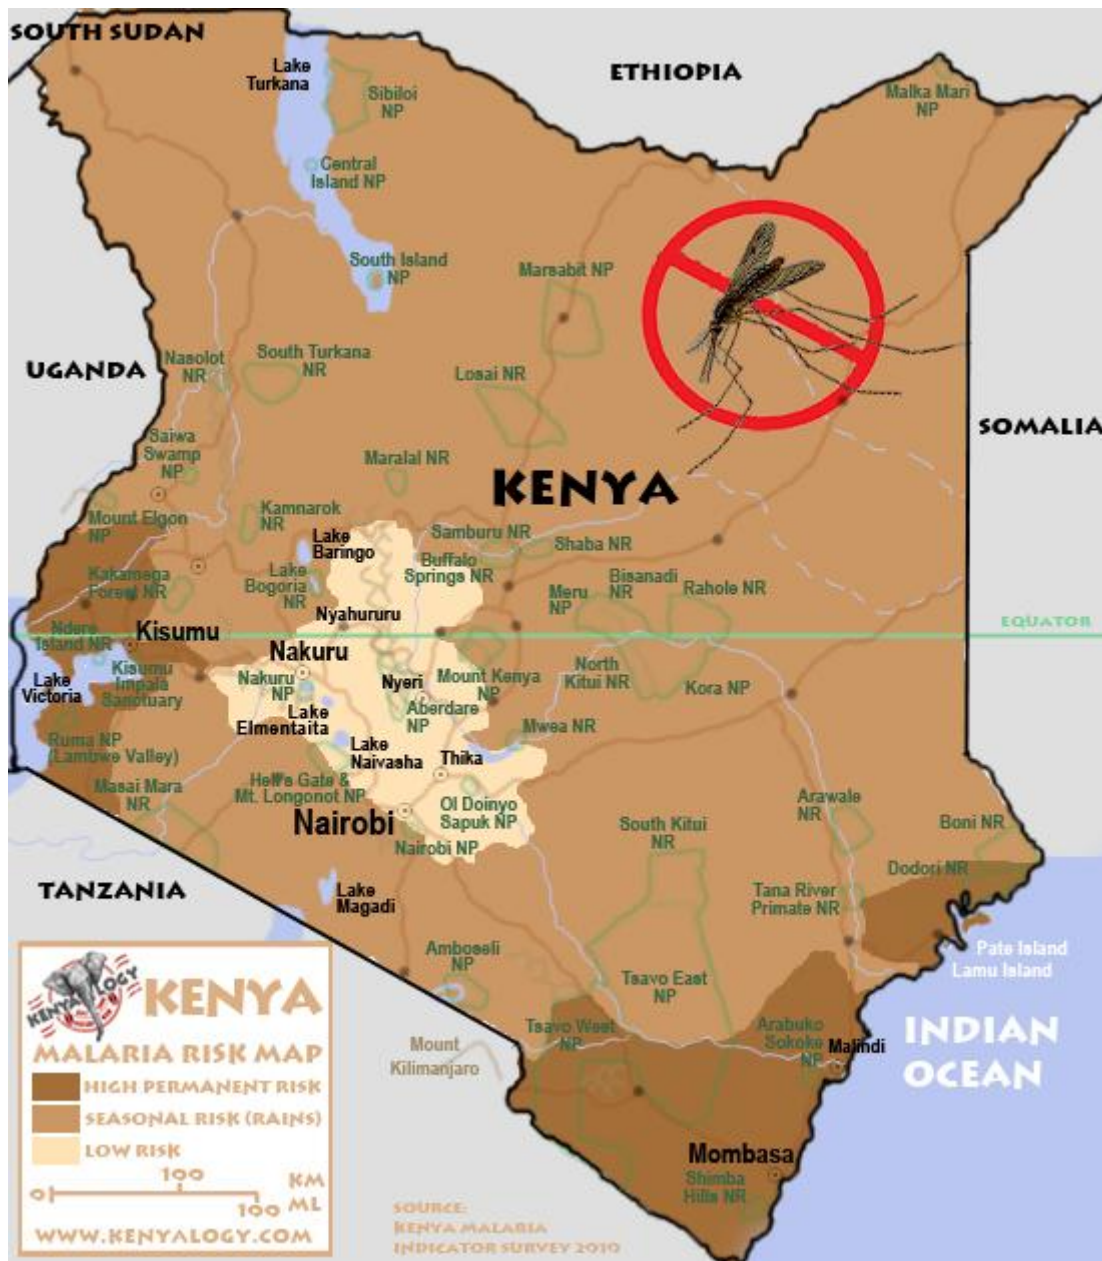 SOUTH SUDAN
ETHIOPIA
Lake
Turkana
Sibiloi
NP
Malka Mari
NP
Central
Island NP
South Island
NP
Marsabit NP
UGANDA
Nasolot
NR
South Turkana
NR
Losai NR
SOMALIA
Saiwa
Swamp
NP
Maralal NR
KENYA
Mount Elgon
NP
Kamnarok
NR
Lake
Baringo
Samburu NR
Buffalo
Springs NR
Shaba NR
Kakamega
Forest NR
Lake
Bogoria
NR
Nyahururu
Meru
NP
Bisanadi
NR
Rahole NR
EQUATOR
Ndere
Island NR
Kisumu
Nakuru
Lake
Victoria
Kisumu
Impala
Sanctuary
Nakuru
NP
Nyeri
Mount Kenya
NP
North
Kitui NR
Kora NP
Lake
Elmentaita
Aberdare
NP
Mwea NR
Ruma NP
(Lambwe Valley)
Lake
Naivasha
Thika
Masai Mara
NR
Hell's Gate &
Mt. Longonot NP
Ol Doinyo
Sapuk NP
Arawale
NR
Nairobi
Nairobi NP
South Kitui
NR
Boni NR
Dodori NR
TANZANIA
Lake
Magadi
Tana River
Primate NR
Amboseli
NP
Pate Island
Lamu Island
Tsavo East
NP
Tsavo West
NP
Arabuko
Sokoke
NP
Malindi
INDIAN
OCEAN
Mount
Kilimanjaro
Mombasa
Shimba
Hills NR
KENYALOGY
KENYA
MALARIA RISK MAP
HIGH PERMANENT RISK
SEASONAL RISK (RAINS)
LOW RISK
100 KM
0
100 ML
WWW.KENYALOGY.COM
SOURCE:
KENYA MALARIA
INDICATOR SURVEY 2010